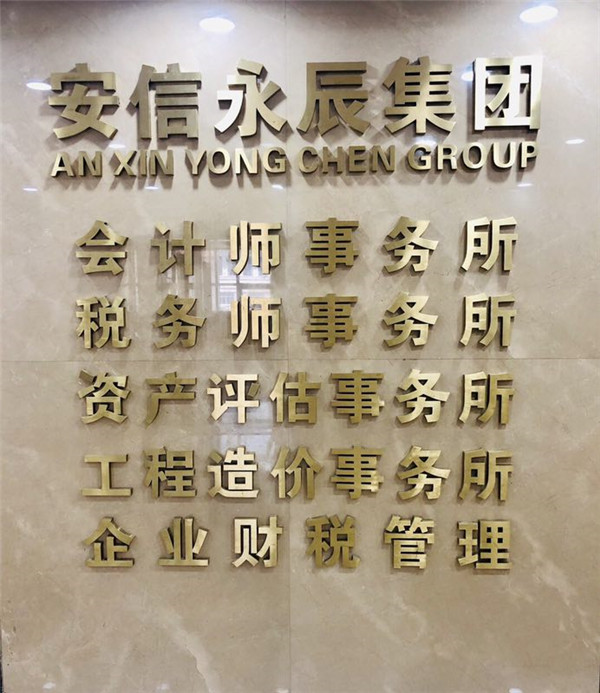 安信永辰集团
AN XIN YONG CHEN GROUP
会计师事务所
税务师事务所
资产评估事务所
工程造价事务所
企业财税管理